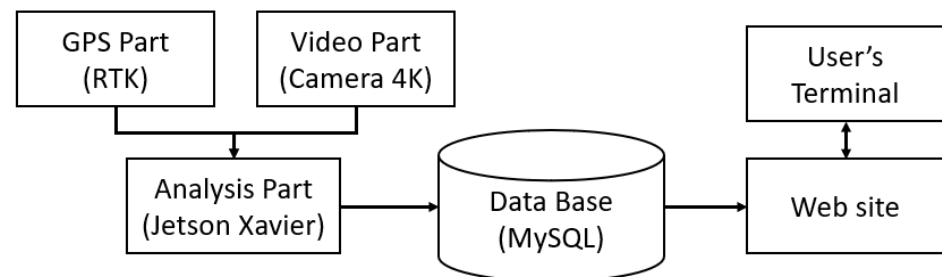 GPS Part
(RTK)
Video Part
(Camera 4K)
User’s
Terminal
Analysis Part
(Jetson Xavier)
Data Base
(MySQL)
Web site